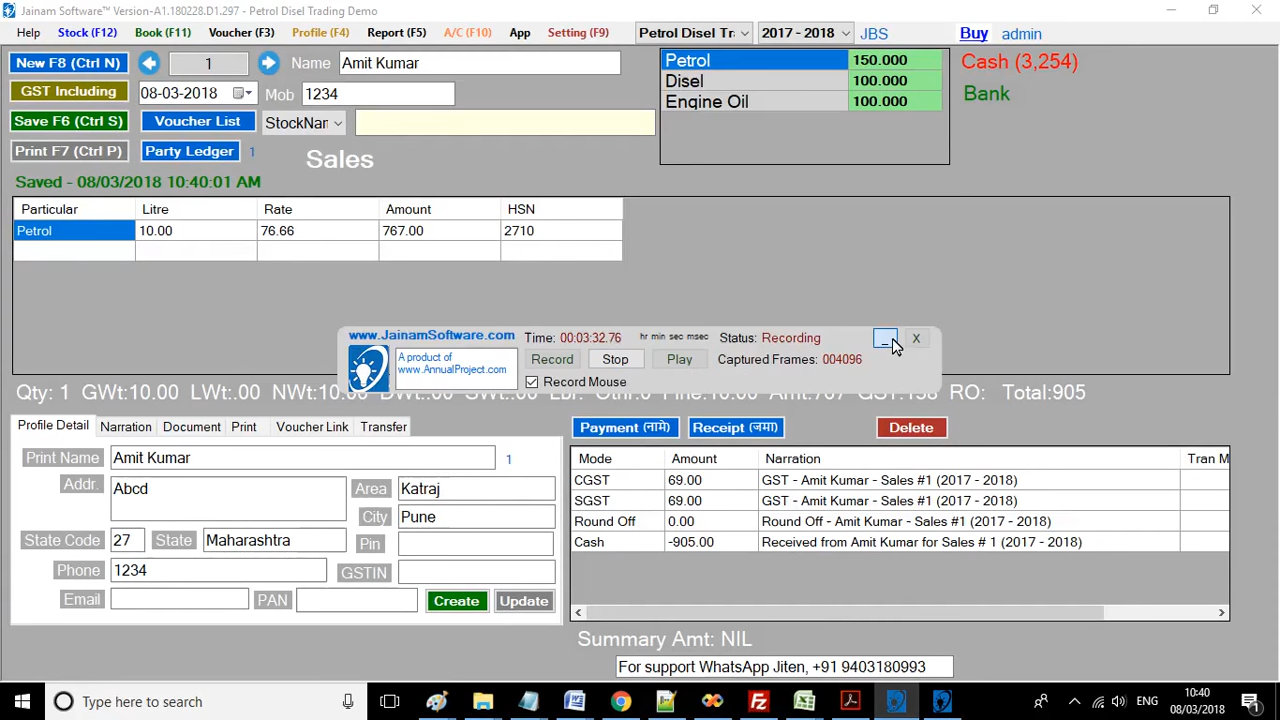 Jainam Software™ Version-A1.180228.D1.297 - Petrol Disel Trading Demo
Help Stock (F12) Book (F11) Voucher (F3) Profile (F4) Report (F5) A/C (F10) App Setting (F9) Petrol Disel Tr 2017 - 2018 JBS Buy admin
New F8 (Ctrl N) 1 Name Amit Kumar
Petrol 150.000 Cash (3,254)
GST Including 08-03-2018 Mob 1234
Disel 100.000 Bank
Engine Oil 100.000
Save F6 (Ctrl S) Voucher List StockNar
Print F7 (Ctrl P) Party Ledger 1 Sales
Saved - 08/03/2018 10:40:01 AM
Particular Litre Rate Amount HSN
Petrol 10.00 76.66 767.00 2710
www.JainamSoftware.com Time: 00:03:32.76 hr min sec msec Status: Recording _ X
A product of
www.AnnualProject.com
Record Stop Play Captured Frames: 004096
Record Mouse
Qty: 1 GWt:10.00 LWt:.00 NWt:10.00 Total:905
Profile Detail Narration Document Print Voucher Link Transfer
Payment (नामे) Receipt (जमा) Delete
Print Name Amit Kumar 1
Addr. Abcd Area Katraj
City Pune
State Code 27 State Maharashtra Pin
Phone 1234 GSTIN
Email PAN Create Update
Mode Amount Narration Tran M
CGST 69.00 GST - Amit Kumar - Sales #1 (2017 - 2018)
SGST 69.00 GST - Amit Kumar - Sales #1 (2017 - 2018)
Round Off 0.00 Round Off - Amit Kumar - Sales #1 (2017 - 2018)
Cash -905.00 Received from Amit Kumar for Sales # 1 (2017 - 2018)
Summary Amt: NIL
For support WhatsApp Jiten, +91 9403180993
Type here to search
ENG 10:40
08/03/2018 1